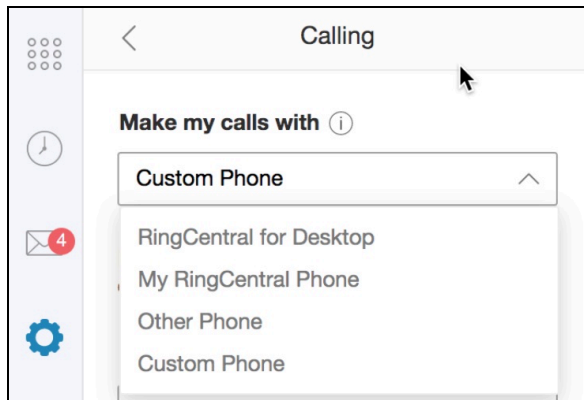 Calling
Make my calls with i
Custom Phone
4
RingCentral for Desktop
My RingCentral Phone
Other Phone
Custom Phone